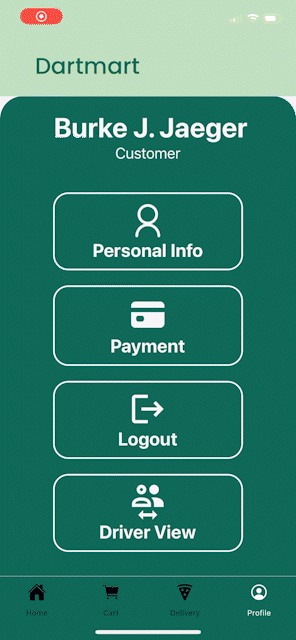 Dartmart
Burke J. Jaeger
Customer
Personal Info
Payment
Logout
Driver View
Home Cart Delivery Profile